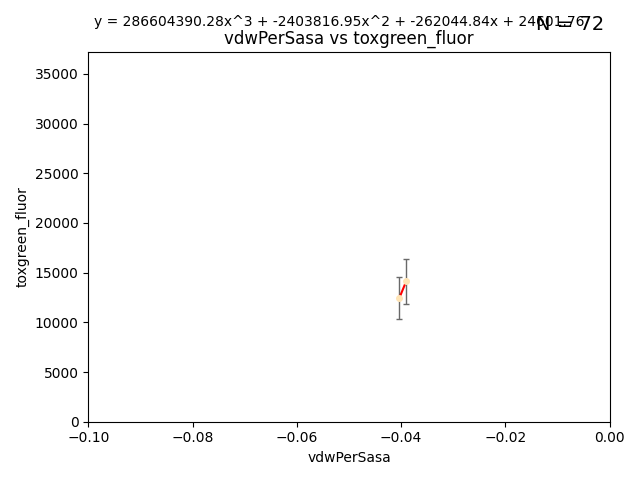 y = 286604390.28x^3 + -2403816.95x^2 + -262044.84x + 24601.76
N = 72
vdwPerSasa vs toxgreen_fluor
35000
30000
25000
20000
15000
10000
5000
0
toxgreen_fluor
−0.10 −0.08 −0.06 −0.04 −0.02 0.00
vdwPerSasa